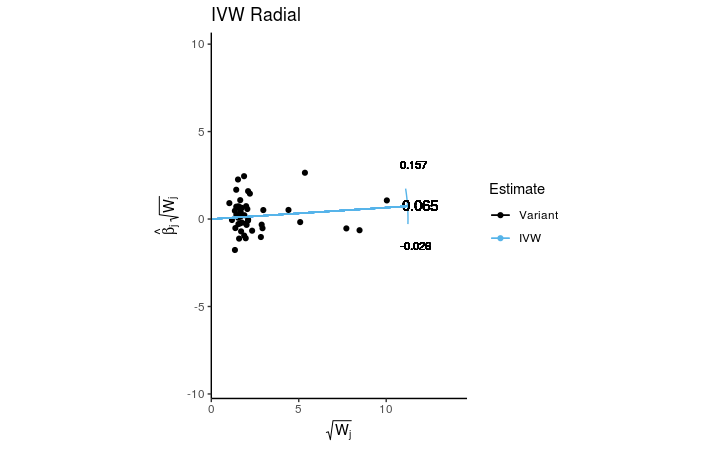 IVW Radial
10
5
0
-5
-10
β̂ⱼ√Wⱼ
0.157
0.065
-0.028
0
5
10
√Wⱼ
Estimate
Variant
IVW